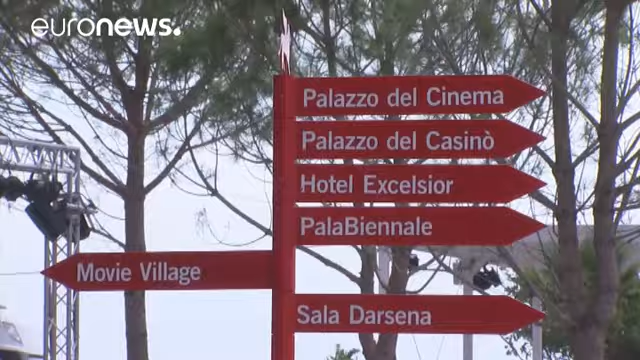 euronews.
Palazzo del Cinema
Palazzo del Casinò
Hotel Excelsior
PalaBiennale
Movie Village
Sala Darsena